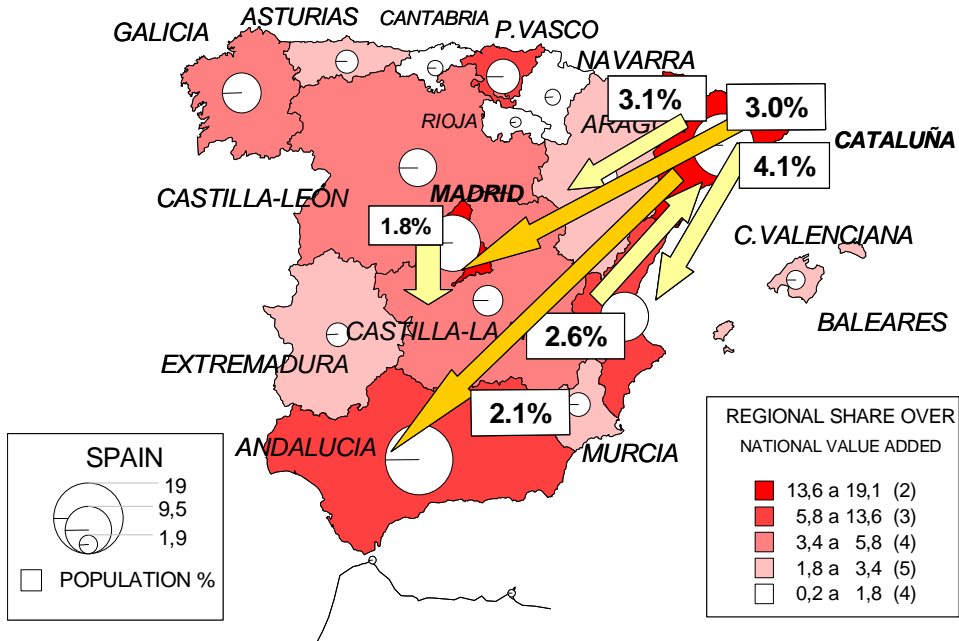 ASTURIAS
CANTABRIA
GALICIA
P.VASCO
NAVARRA
3.1%
3.0%
RIOJA
ARAG
CATALUÑA
4.1%
CASTILLA-LEÓN
MADRID
1.8%
C.VALENCIANA
BALEARES
CASTILLA-LA
2.6%
EXTREMADURA
2.1%
ANDALUCIA
MURCIA
SPAIN
19
9,5
1,9
POPULATION %
REGIONAL SHARE OVER
NATIONAL VALUE ADDED
13,6 a 19,1 (2)
5,8 a 13,6 (3)
3,4 a 5,8 (4)
1,8 a 3,4 (5)
0,2 a 1,8 (4)